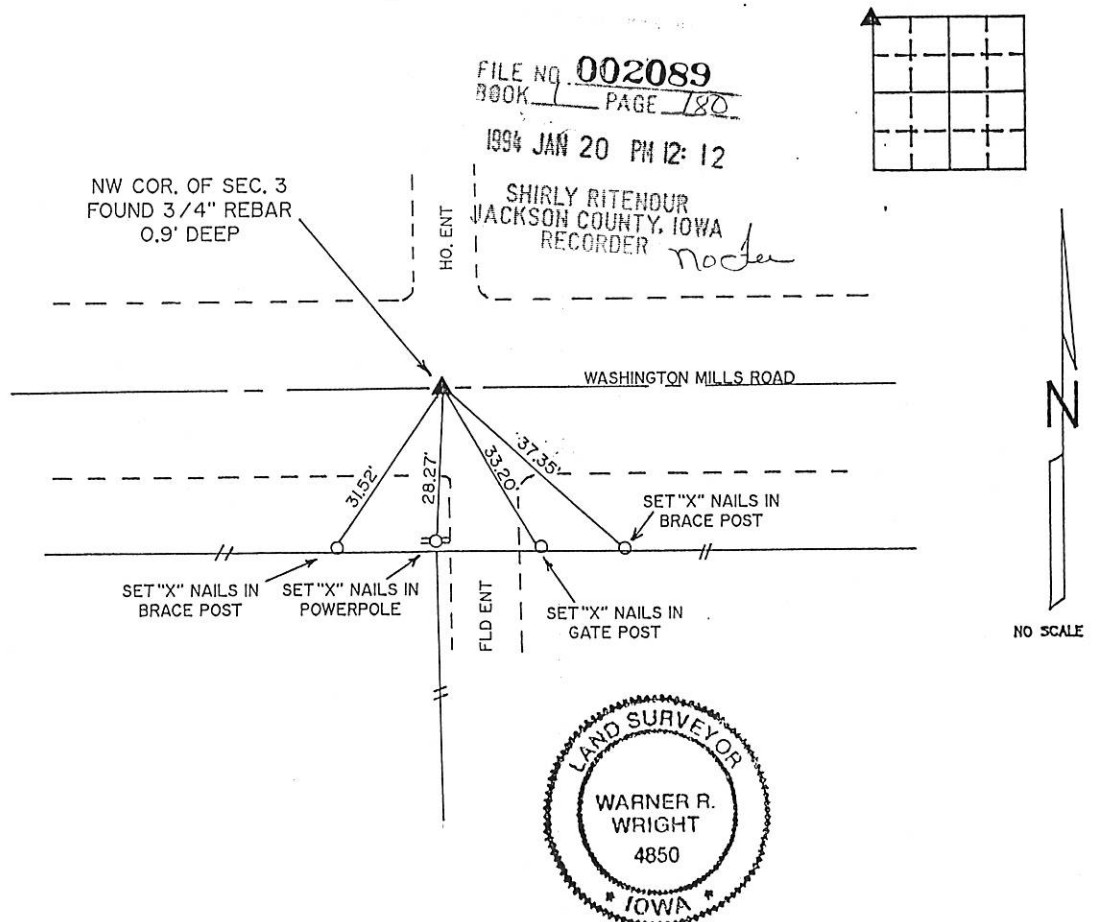 FILE NO. 002089
BOOK 1 PAGE 180
1994 JAN 20 PM 12: 12
SHIRLY RITENOUR
JACKSON COUNTY, IOWA
RECORDER no fee
NW COR. OF SEC. 3
FOUND 3/4" REBAR
0.9' DEEP
HO. ENT
WASHINGTON MILLS ROAD
31.52'
28.27'
33.20'
37.35'
SET "X" NAILS IN
BRACE POST
SET "X" NAILS IN
BRACE POST
SET "X" NAILS IN
POWERPOLE
FLD ENT
SET "X" NAILS IN
GATE POST
N
NO SCALE
LAND SURVEYOR
WARNER R.
WRIGHT
4850
* IOWA *